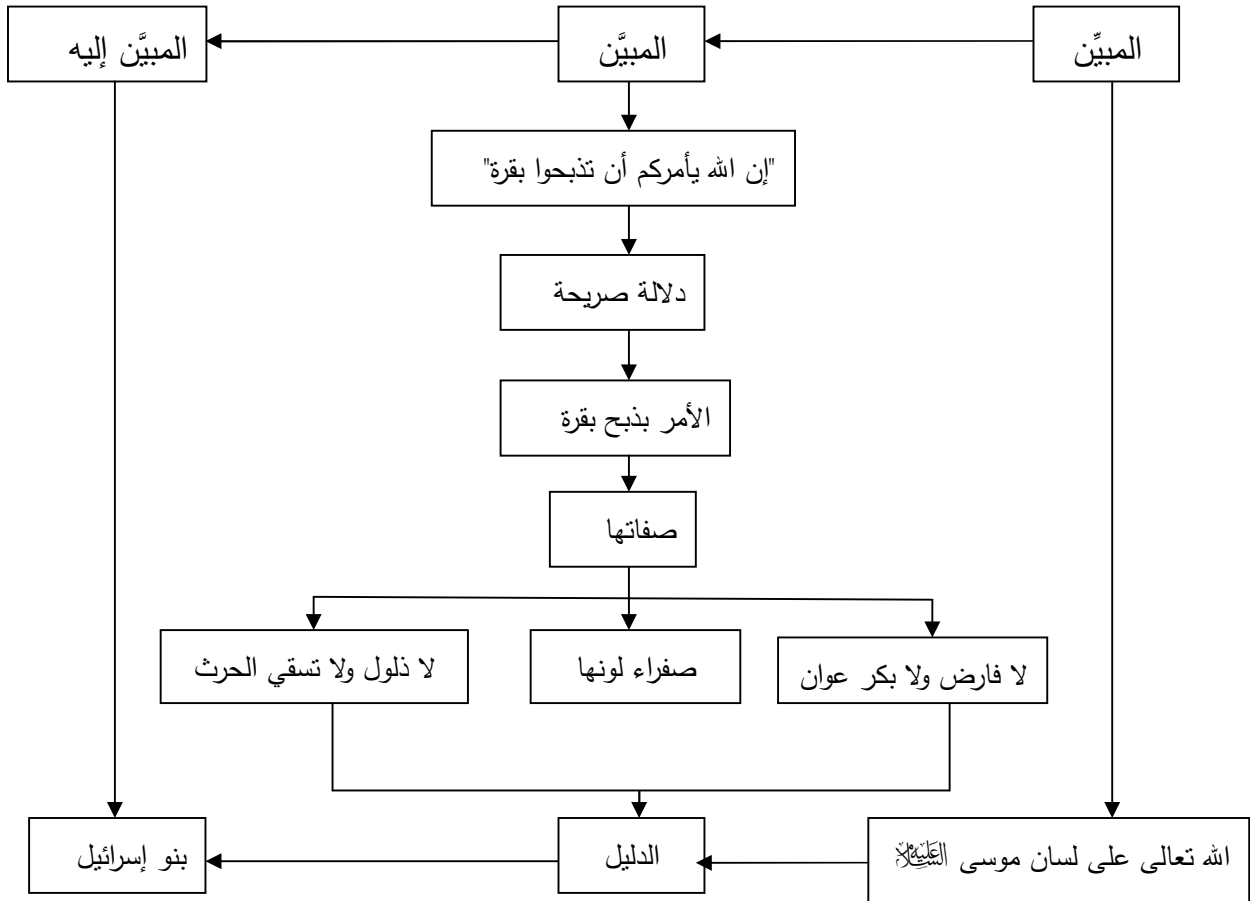 المبيِّن
المبيَّن
المبيَّن إليه
"إن الله يأمركم أن تذبحوا بقرة"
دلالة صريحة
الأمر بذبح بقرة
صفاتها
لا فارض ولا بكر عوان
صفراء لونها
لا ذلول ولا تسقي الحرث
الله تعالى على لسان موسى عليه السلام
الدليل
بنو إسرائيل